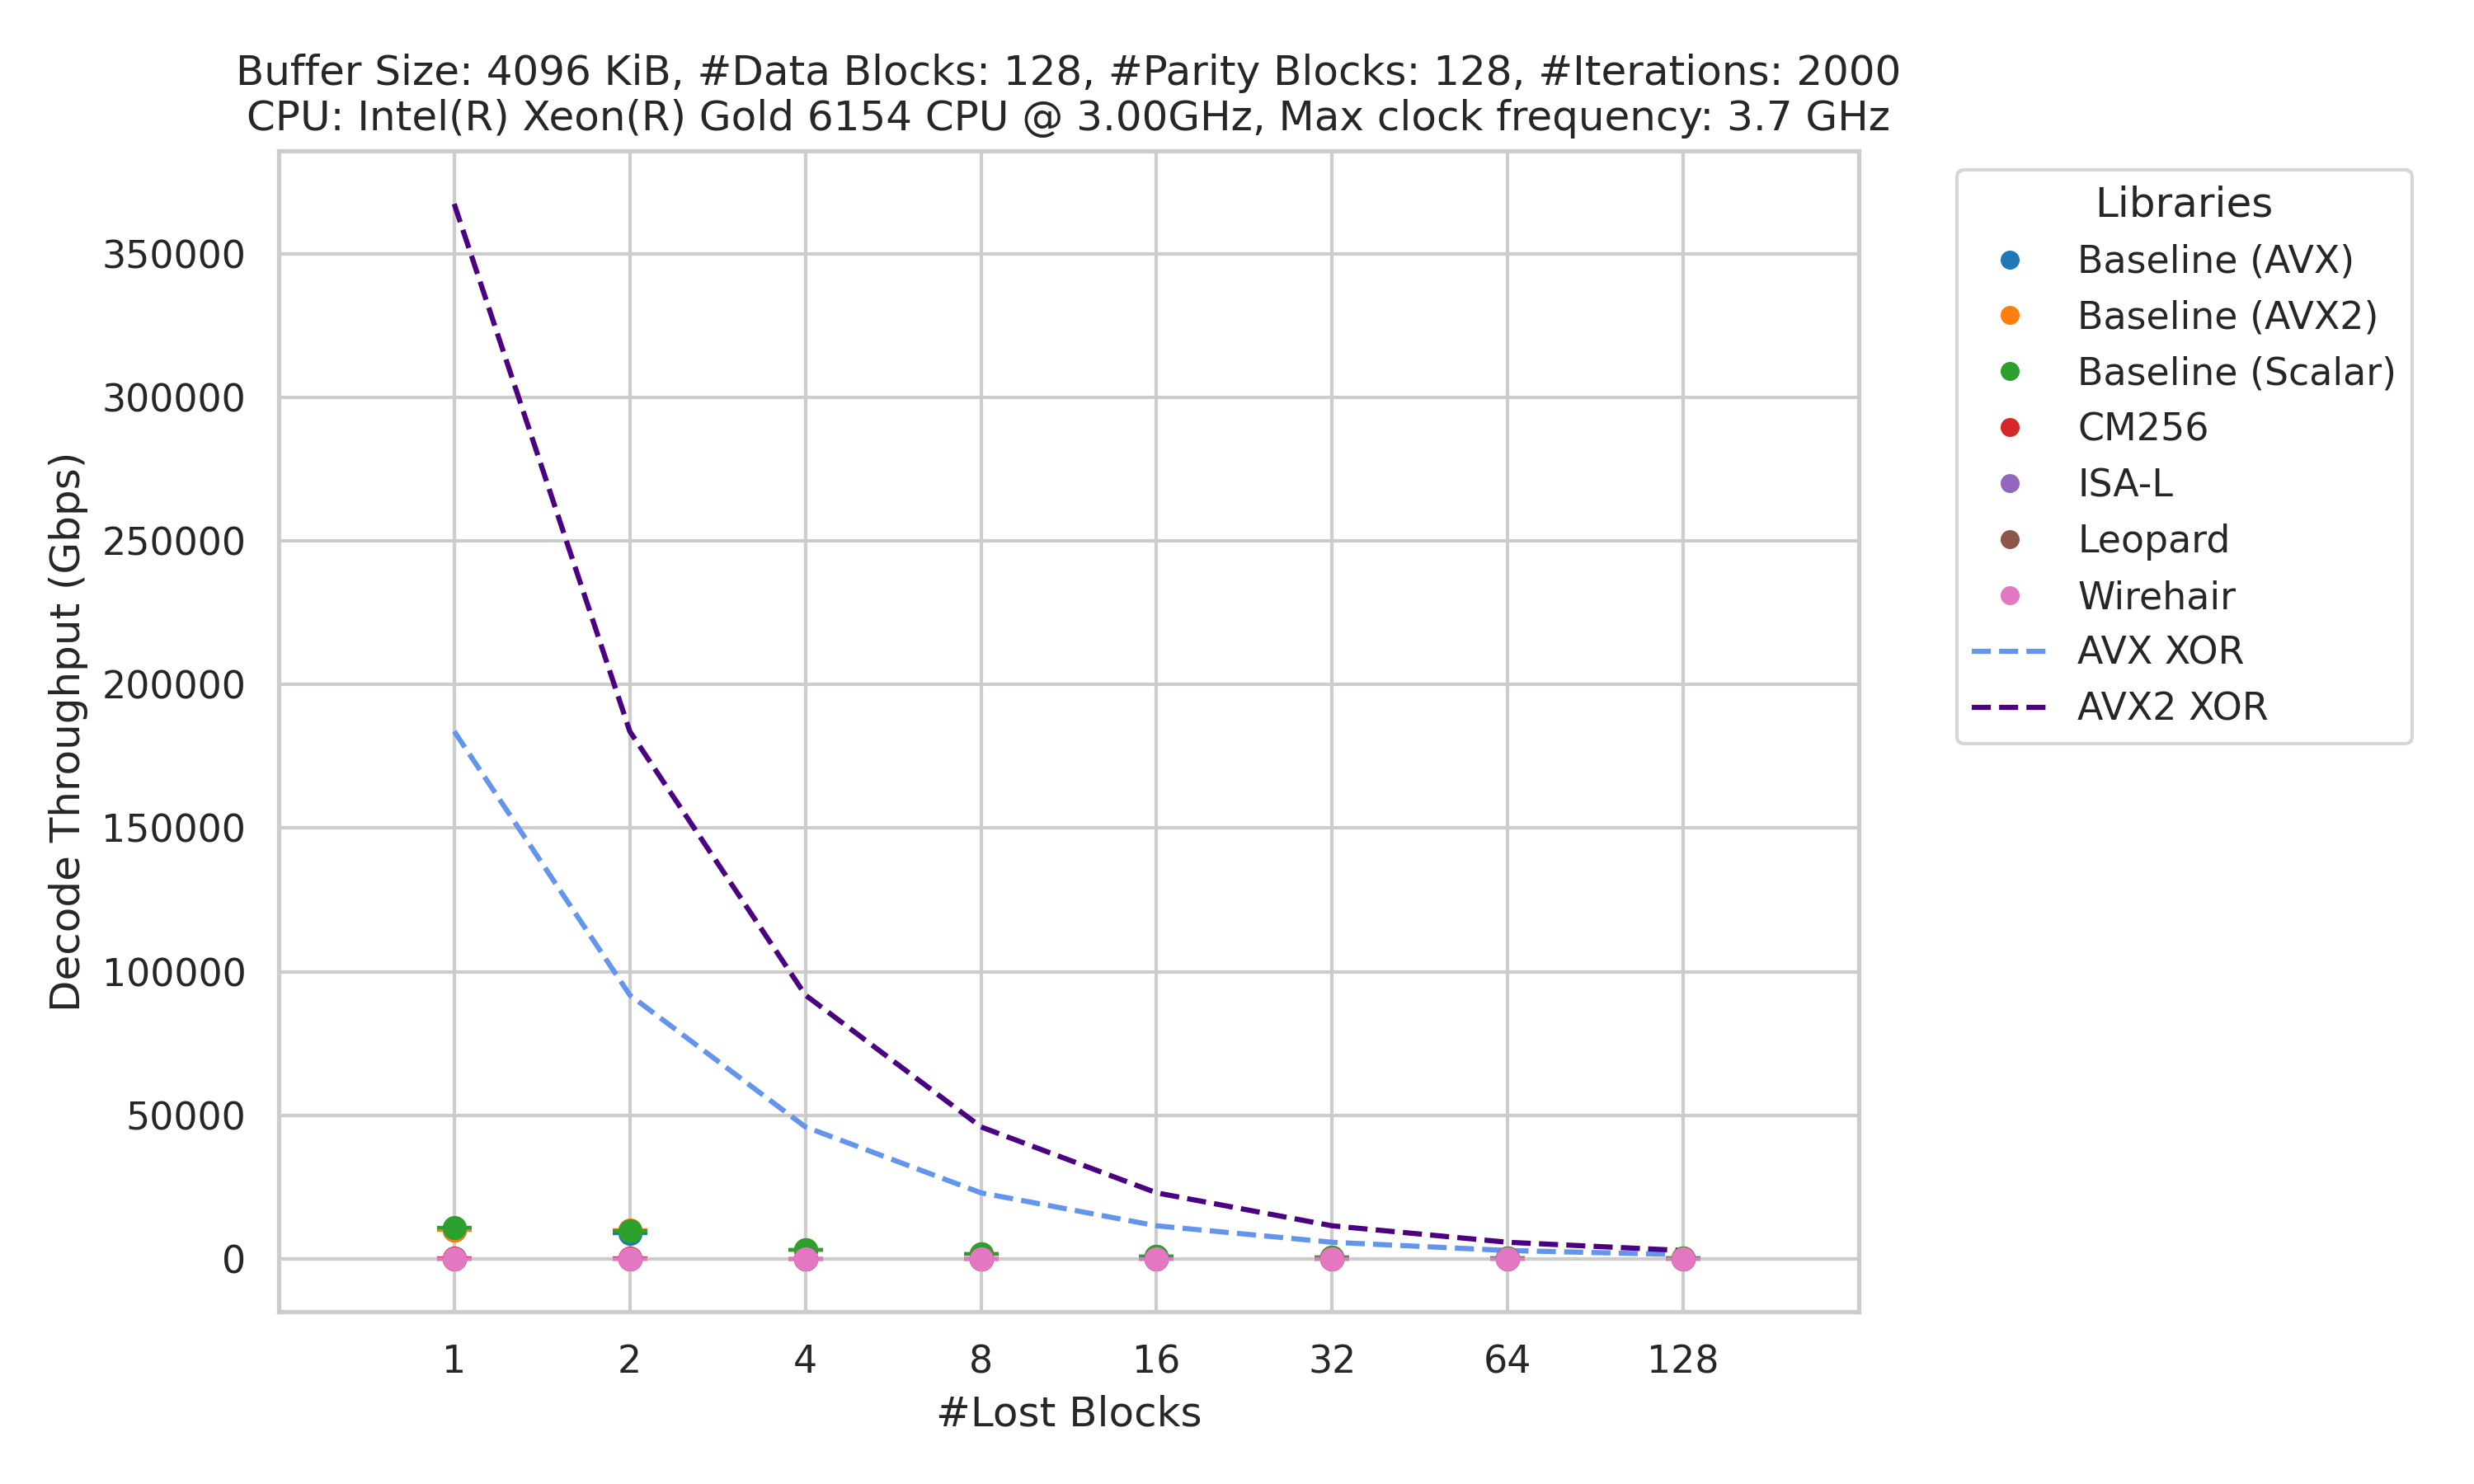 Buffer Size: 4096 KiB, #Data Blocks: 128, #Parity Blocks: 128, #Iterations: 2000
CPU: Intel(R) Xeon(R) Gold 6154 CPU @ 3.00GHz, Max clock frequency: 3.7 GHz
Decode Throughput (Gbps)
350000
300000
250000
200000
150000
100000
50000
0
1 2 4 8 16 32 64 128
#Lost Blocks
Libraries
Baseline (AVX)
Baseline (AVX2)
Baseline (Scalar)
CM256
ISA-L
Leopard
Wirehair
AVX XOR
AVX2 XOR